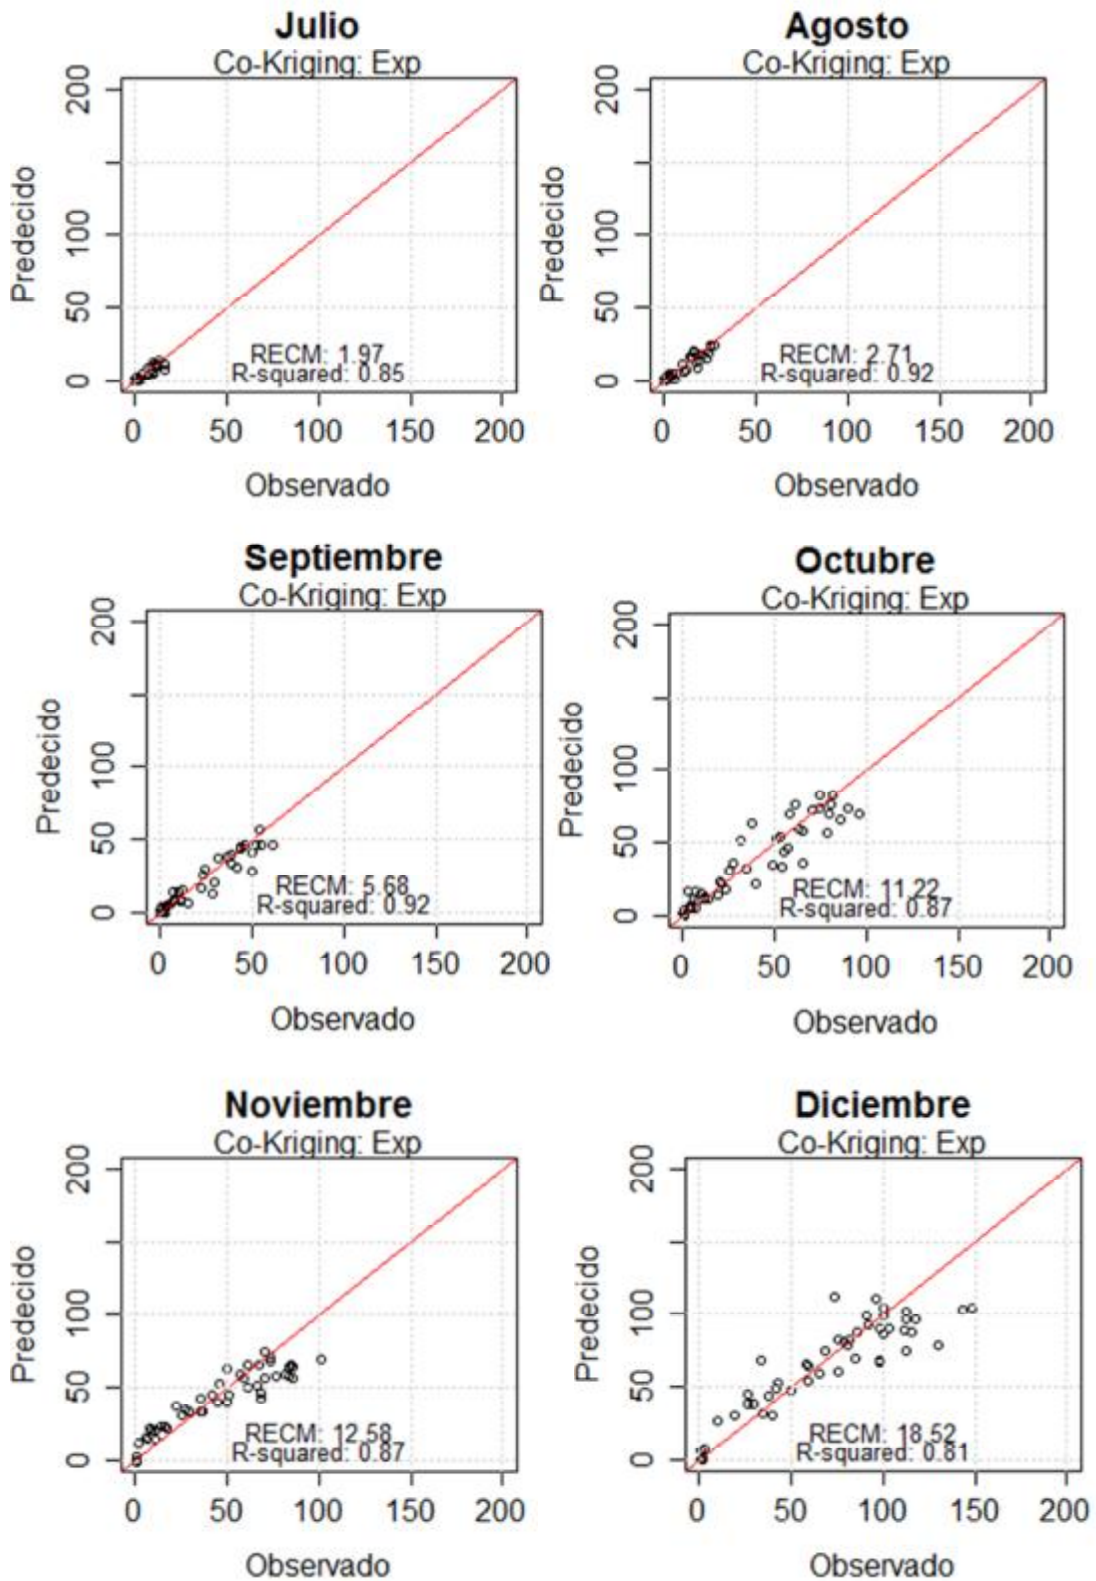 Julio
Co-Kriging: Exp
200
100
50
0
Predecido
RECM: 1.97
R-squared: 0.85
0 50 100 150 200
Observado
Agosto
Co-Kriging: Exp
200
100
50
0
Predecido
RECM: 2.71
R-squared: 0.92
0 50 100 150 200
Observado
Septiembre
Co-Kriging: Exp
200
100
50
0
Predecido
RECM: 5.68
R-squared: 0.92
0 50 100 150 200
Observado
Octubre
Co-Kriging: Exp
200
100
50
0
Predecido
RECM: 11.22
R-squared: 0.87
0 50 100 150 200
Observado
Noviembre
Co-Kriging: Exp
200
100
50
0
Predecido
RECM: 12.58
R-squared: 0.87
0 50 100 150 200
Observado
Diciembre
Co-Kriging: Exp
200
100
50
0
Predecido
RECM: 18.52
R-squared: 0.81
0 50 100 150 200
Observado